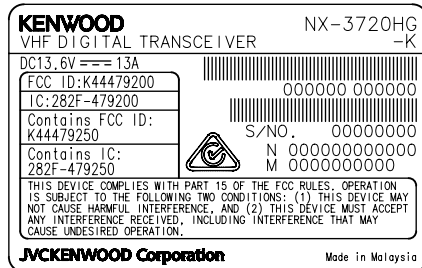 KENWOOD NX-3720HG
VHF DIGITAL TRANSCEIVER -K
DC13.6V ⎓ 13A
FCC ID:K44479200
IC:282F-479200
000000 000000
Contains FCC ID:
K44479250
S/NO. 00000000
Contains IC:
282F-479250
N 000000000000
M 0000000000
THIS DEVICE COMPLIES WITH PART 15 OF THE FCC RULES. OPERATION
IS SUBJECT TO THE FOLLOWING TWO CONDITIONS: (1) THIS DEVICE MAY
NOT CAUSE HARMFUL INTERFERENCE, AND (2) THIS DEVICE MUST ACCEPT
ANY INTERFERENCE RECEIVED, INCLUDING INTERFERENCE THAT MAY
CAUSE UNDESIRED OPERATION.
JVCKENWOOD Corporation Made in Malaysia